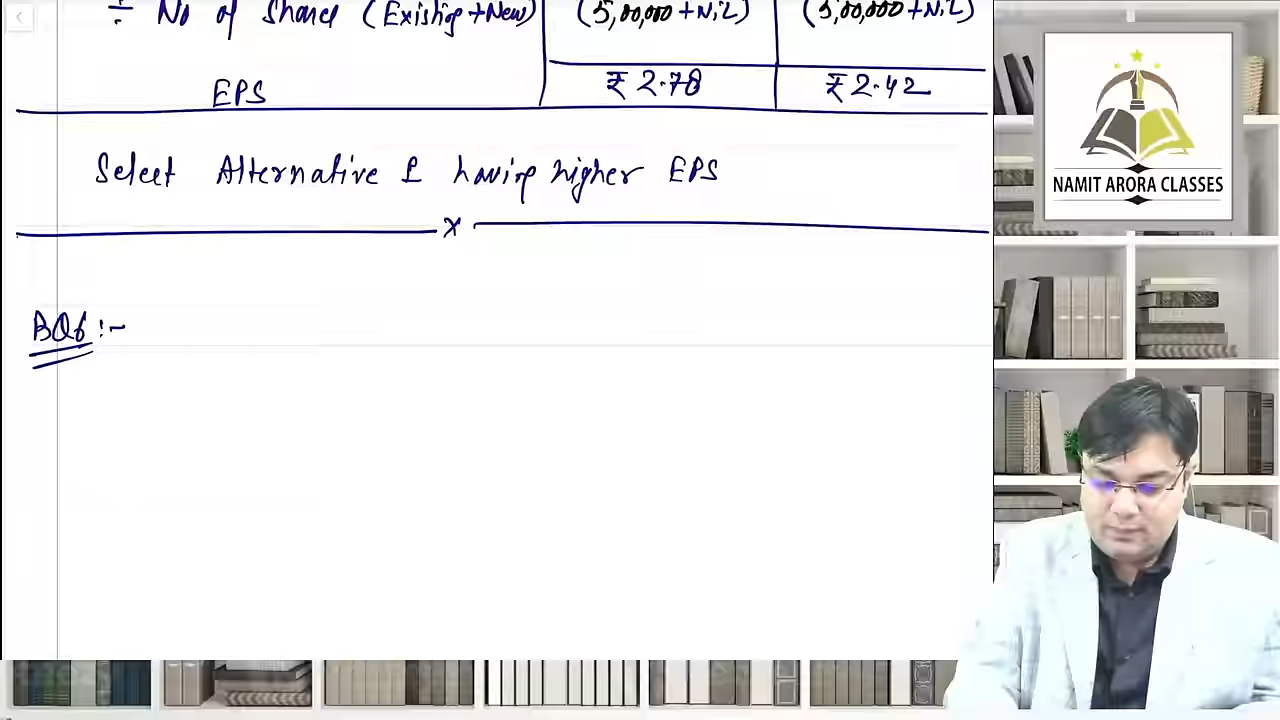 ÷ No of Shares (Existing + New) (5,00,000 + Nil) (5,00,000 + Nil)
EPS ₹ 2.78 ₹ 2.42
Select Alternative I having higher EPS
x
BQ6 :-
NAMIT ARORA CLASSES